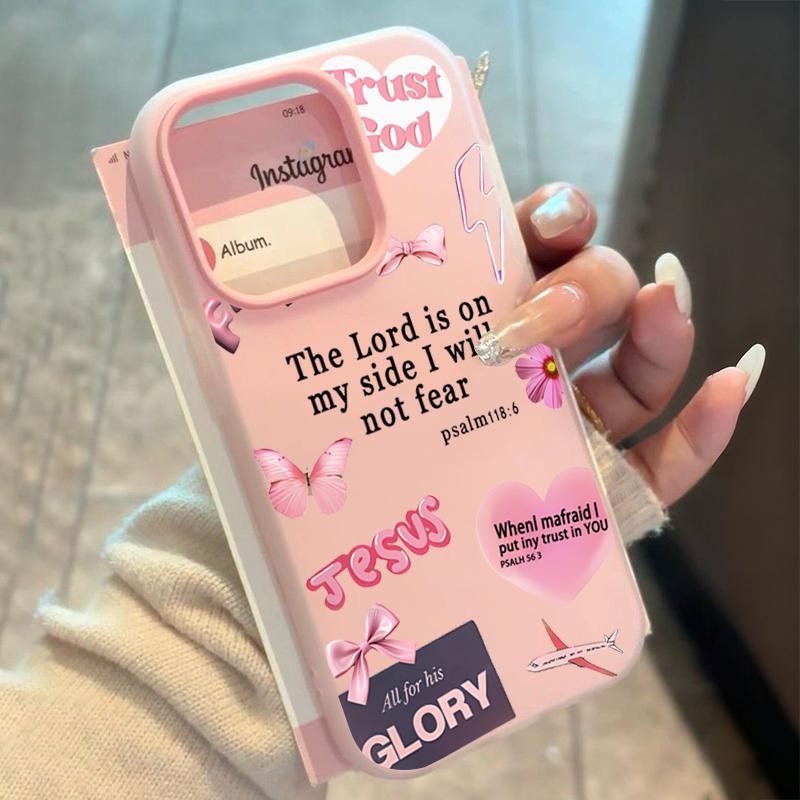 09:18
Trust
God
Instagram
Album.
The Lord is on
my side I will
not fear
psalm118:6
WhenI mafraid I
put iny trust in YOU
PSALH 56 3
Jesus
All for his
GLORY